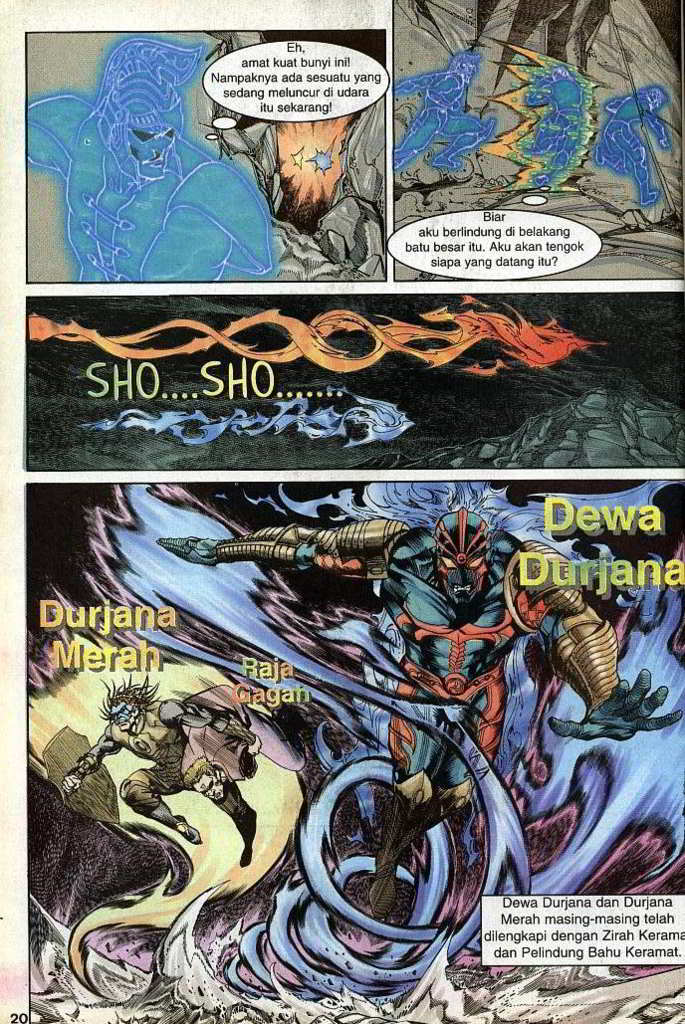 Eh,
amat kuat bunyi ini!
Nampaknya ada sesuatu yang
sedang meluncur di udara
itu sekarang!
Biar
aku berlindung di belakang
batu besar itu. Aku akan tengok
siapa yang datang itu?
SHO....SHO.......
Dewa
Durjana
Durjana
Merah
Raja
Gagah
Dewa Durjana dan Durjana
Merah masing-masing telah
dilengkapi dengan Zirah Kerama
dan Pelindung Bahu Keramat.
20